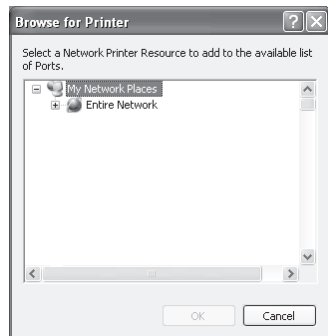 Browse for Printer
Select a Network Printer Resource to add to the available list
of Ports.
My Network Places
Entire Network
OK
Cancel